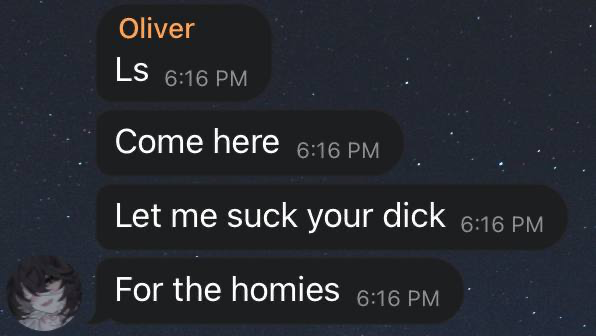 Oliver
Ls 6:16 PM
Come here 6:16 PM
Let me suck your dick 6:16 PM
For the homies 6:16 PM